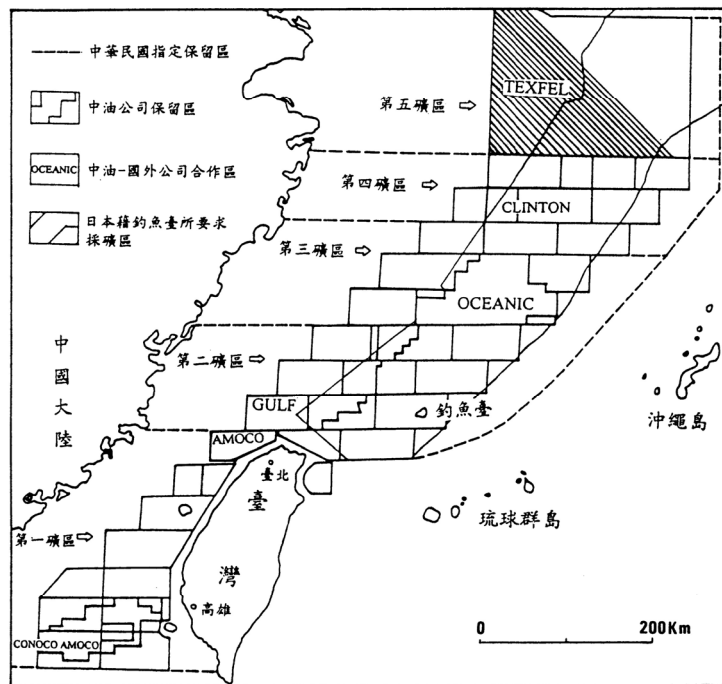 中華民國指定保留區
中油公司保留區
OCEANIC
中油-國外公司合作區
日本藉釣魚臺所要求
採礦區
TEXFEL
第五礦區
第四礦區
CLINTON
第三礦區
OCEANIC
中國大陸
第二礦區
GULF
釣魚臺
沖繩島
AMOCO
臺北
臺灣
琉球群島
第一礦區
高雄
CONOCO AMOCO
0 200Km